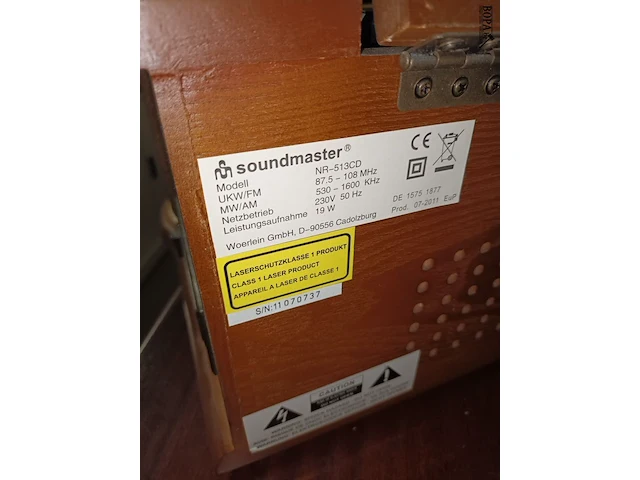 BOPA
soundmaster®
Modell NR-513CD
UKW/FM 87.5 - 108 MHz
MW/AM 530 - 1600 KHz
Netzbetrieb 230V 50 Hz
Leistungsaufnahme 19 W
Woerlein GmbH, D-90556 Cadolzburg
CE
DE 1575 1877
Prod. 07-2011 EuP
LASERSCHUTZKLASSE 1 PRODUKT
CLASS 1 LASER PRODUCT
APPAREIL A LASER DE CLASSE 1
S/N:11070737
CAUTION